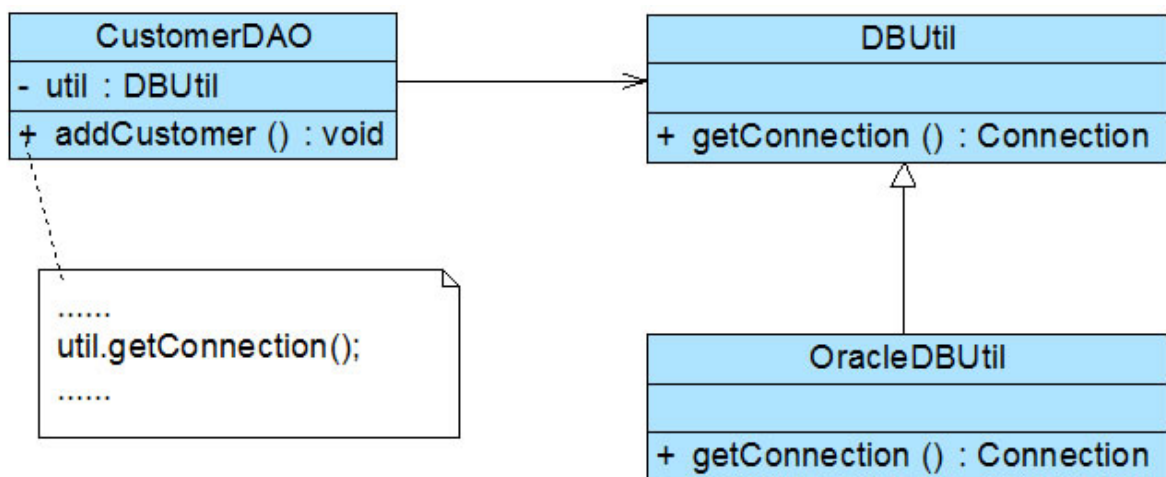 CustomerDAO
- util : DBUtil
+ addCustomer () : void
......
util.getConnection();
......
DBUtil
+ getConnection () : Connection
OracleDBUtil
+ getConnection () : Connection